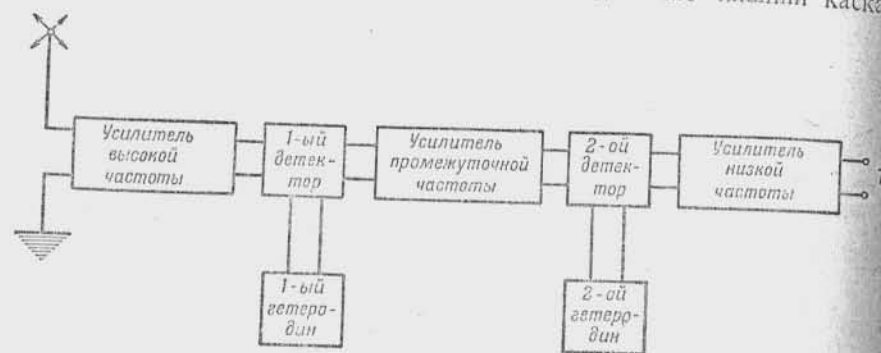 каска
Усилитель
высокой
частоты
1-ый
детек-
тор
Усилитель
промежуточной
частоты
2-ой
детек-
тор
Усилитель
низкой
частоты
1-ый
гетеро-
дин
2-ой
гетеро-
дин